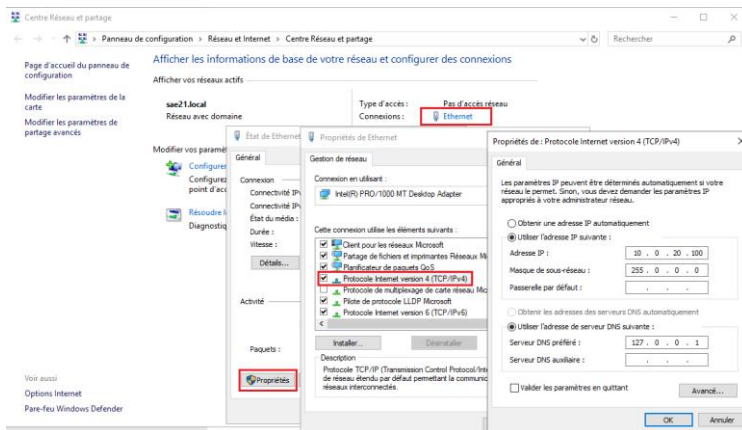 Centre Réseau et partage
Panneau de configuration > Réseau et Internet > Centre Réseau et partage
Rechercher
Page d'accueil du panneau de configuration
Modifier les paramètres de la carte
Modifier les paramètres de partage avancés
Voir aussi
Options Internet
Pare-feu Windows Defender
Afficher les informations de base de votre réseau et configurer des connexions
Afficher vos réseaux actifs
sae21.local
Réseau avec domaine
Type d'accès : Pas d'accès réseau
Connexions : Ethernet
Modifier vos
Configurer
point
Résoudre
État de Ethernet
Général
Connexion
Connectivité
Connectivité
État du média :
Durée :
Vitesse :
Détails...
Activité
Paquets :
Propriétés
Propriétés de Ethernet
Gestion de réseau
Connexion en utilisant :
Intel(R) PRO/1000 MT Desktop Adapter
Cette connexion utilise les éléments suivants :
Client pour les réseaux Microsoft
Partage de fichiers et imprimantes Réseaux
Planificateur de paquets QoS
Protocole Internet version 4 (TCP/IPv4)
Protocole de multiplexage de carte réseau
Pilote de protocole LLDP Microsoft
Protocole Internet version 6 (TCP/IPv6)
Installer...
Désinstaller
Description
Protocole TCP/IP (Transmission Control
de réseau étendu par défaut permettant la
réseaux interconnectés.
Propriétés de : Protocole Internet version 4 (TCP/IPv4)
Général
Les paramètres IP peuvent être déterminés automatiquement si votre
réseau le permet. Sinon, vous devez demander les paramètres IP
appropriés à votre administrateur réseau.
Obtenir une adresse IP automatiquement
Utiliser l'adresse IP suivante :
Adresse IP : 10 . 0 . 20 . 100
Masque de sous-réseau : 255 . 0 . 0 . 0
Passerelle par défaut : . . .
Obtenir les adresses des serveurs DNS automatiquement
Utiliser l'adresse de serveur DNS suivante :
Serveur DNS préféré : 127 . 0 . 0 . 1
Serveur DNS auxiliaire : . . .
Valider les paramètres en quittant
Avancé...
OK
Annuler